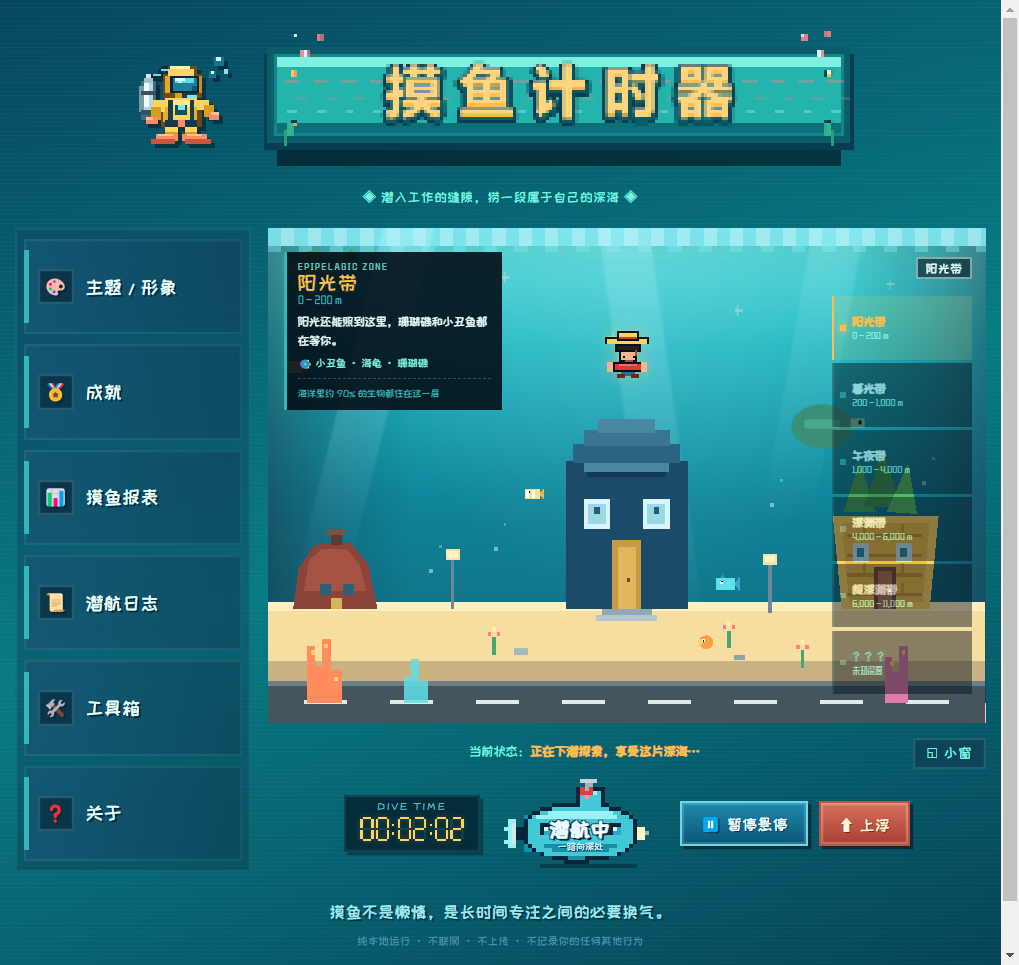 摸鱼计时器
◈ 潜入工作的缝隙，捞一段属于自己的深海 ◈
主题 / 形象
成就
摸鱼报表
潜航日志
工具箱
关于
EPIPELAGIC ZONE
阳光带
0-200 m
阳光还能照到这里，珊瑚礁和小丑鱼都
在等你。
小丑鱼 · 海龟 · 珊瑚礁
海洋里约 90% 的生物都住在这一层
阳光带
阳光带
0-200 m
暮光带
200-1,000 m
午夜带
1,000-4,000 m
深渊带
4,000-6,000 m
超深渊带
6,000-11,000 m
? ? ?
未知深度
当前状态：正在下潜探索，享受这片深海…
◱ 小窗
DIVE TIME
00:02:02
潜航中
一路向深处
暂停悬停
上浮
摸鱼不是懒惰，是长时间专注之间的必要换气。
纯本地运行 · 不联网 · 不上传 · 不记录你的任何其他行为